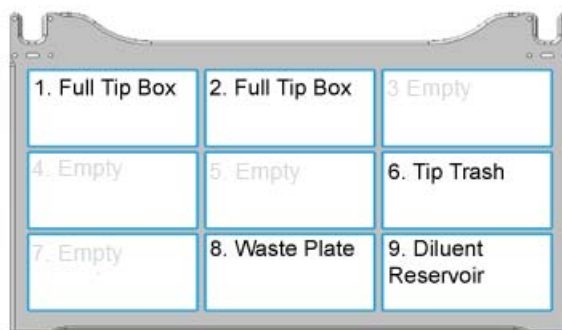 1. Full Tip Box
2. Full Tip Box
3 Empty
4. Empty
5. Empty
6. Tip Trash
7. Empty
8. Waste Plate
9. Diluent
Reservoir